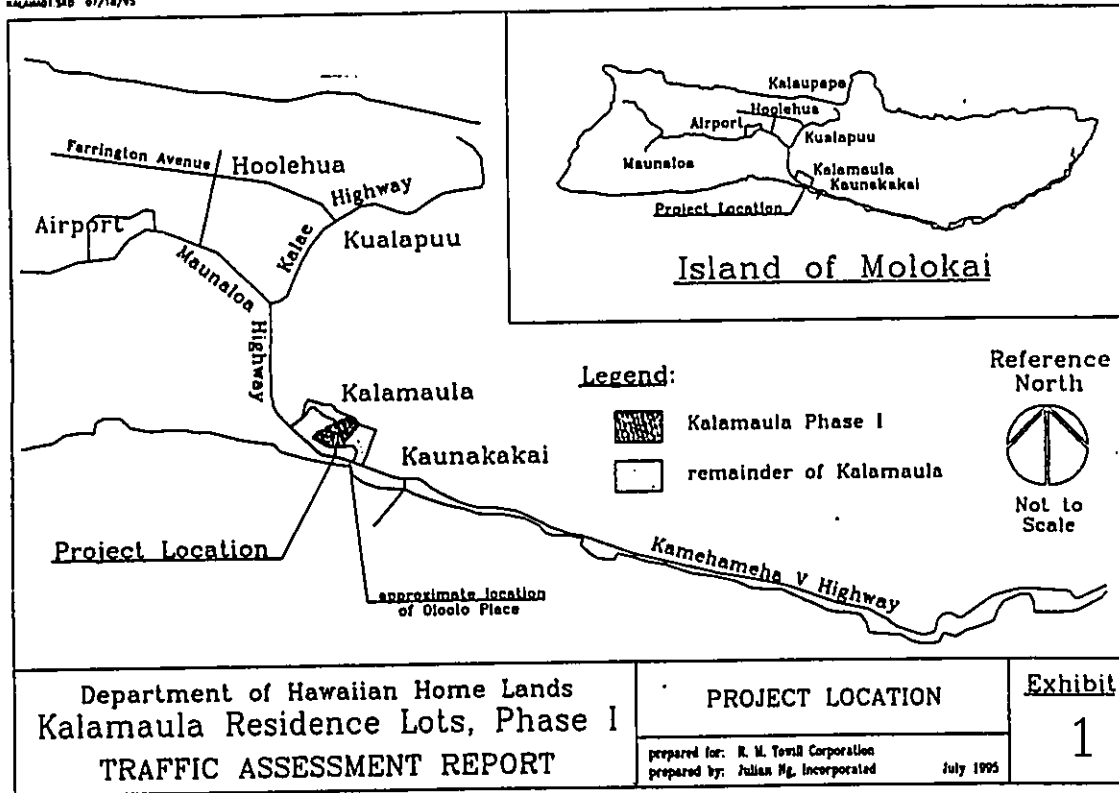 Farrington Avenue
Hoolehua
Highway
Airport
Kalae
Kualapuu
Maunaloa
Highway
Kalamaula
Kaunakakai
Project Location
approximate location
of Oloolo Place
Kamehameha V Highway
Kalaupapa
Hoolehua
Airport
Kualapuu
Maunaloa
Kalamaula
Kaunakakai
Project Location
Island of Molokai
Legend:
Kalamaula Phase I
remainder of Kalamaula
Reference
North
Not to
Scale
Department of Hawaiian Home Lands
Kalamaula Residence Lots, Phase I
TRAFFIC ASSESSMENT REPORT
PROJECT LOCATION
prepared for: R. M. Towill Corporation
prepared by: Julian Ng, Incorporated
July 1995
Exhibit
1